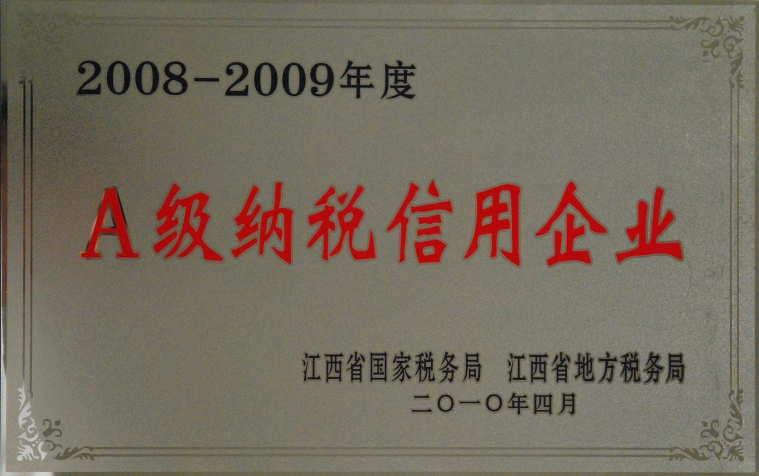 2008-2009年度
A级纳税信用企业
江西省国家税务局 江西省地方税务局
二〇一〇年四月